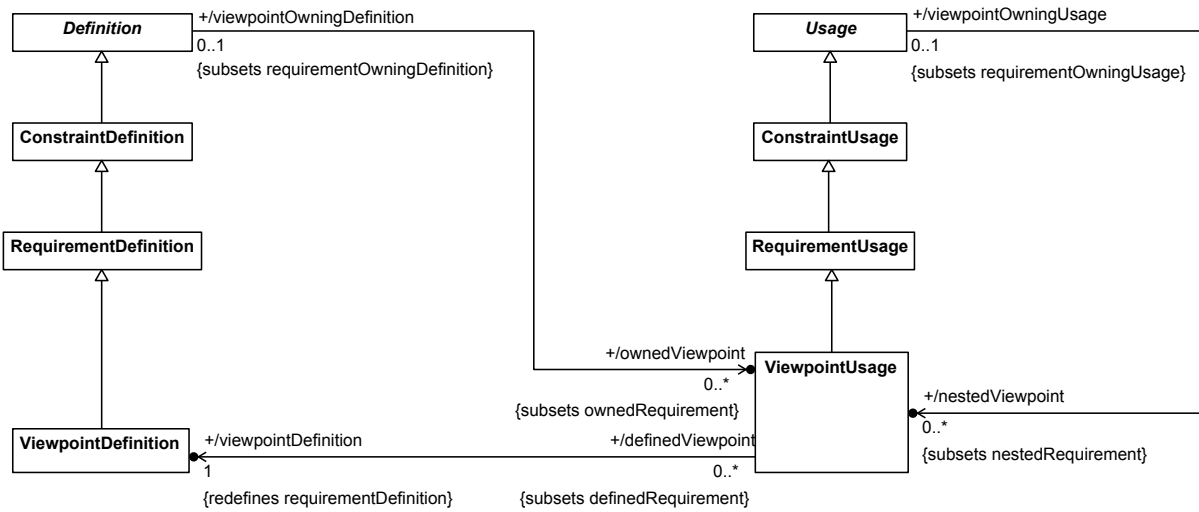 Definition
+/viewpointOwningDefinition
0..1
{subsets requirementOwningDefinition}
Usage
+/viewpointOwningUsage
0..1
{subsets requirementOwningUsage}
ConstraintDefinition
ConstraintUsage
RequirementDefinition
RequirementUsage
+/ownedViewpoint
0..*
{subsets ownedRequirement}
ViewpointUsage
+/nestedViewpoint
0..*
{subsets nestedRequirement}
ViewpointDefinition
+/viewpointDefinition
1
{redefines requirementDefinition}
+/definedViewpoint
0..*
{subsets definedRequirement}